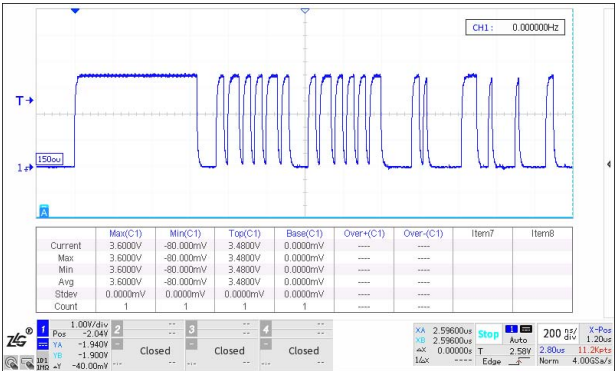 CH1 : 0.000000Hz
T
150ou
1
A
Max(C1) Min(C1) Top(C1) Base(C1) Over+(C1) Over-(C1) Item7 Item8
Current 3.6000V -80.000mV 3.4800V 0.0000mV ---- ----
Max 3.6000V -80.000mV 3.4800V 0.0000mV ---- ----
Min 3.6000V -80.000mV 3.4800V 0.0000mV ---- ----
Avg 3.6000V -80.000mV 3.4800V 0.0000mV ---- ----
Stdev 0.0000mV 0.0000mV 0.0000mV 0.0000mV ---- ----
Count 1 1 1 1 ---- ----
ZLG® 1 1.00V/div 2 -- 3 -- 4 -- XA 2.59600us Stop 1 200 ns/div X-Pos
Pos -2.04V -- -- -- XB 2.59600us Auto 1.20us
YA -1.940V Closed Closed Closed ΔX 0.00000s T 2.58V 2.80us 11.2Kpts
YB -1.900V 1/ΔX ---- Edge Norm 4.00GSa/s
1MΩ -40.00mV ... -- ... -- ... --